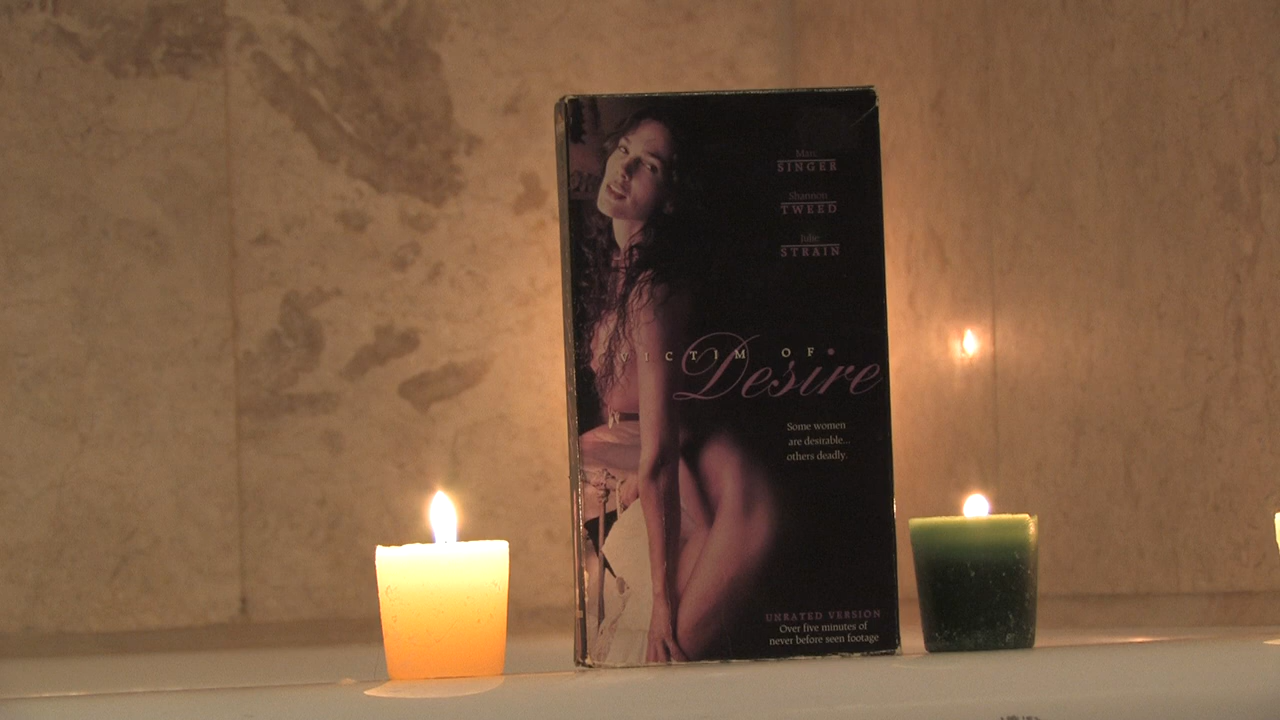 Marc
SINGER
Shannon
TWEED
Julie
STRAIN
VICTIM OF
Desire
Some women
are desirable...
others deadly.
UNRATED VERSION
Over five minutes of
never before seen footage